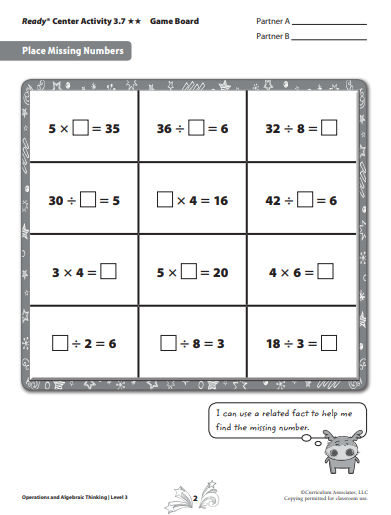 Ready® Center Activity 3.7 ★★ Game Board
Partner A
Partner B
Place Missing Numbers
5 × □ = 35
36 ÷ □ = 6
32 ÷ 8 = □
30 ÷ □ = 5
□ × 4 = 16
42 ÷ □ = 6
3 × 4 = □
5 × □ = 20
4 × 6 = □
□ ÷ 2 = 6
□ ÷ 8 = 3
18 ÷ 3 = □
I can use a related fact to help me
find the missing number.
Operations and Algebraic Thinking | Level 3
2
©Curriculum Associates, LLC
Copying permitted for classroom use.